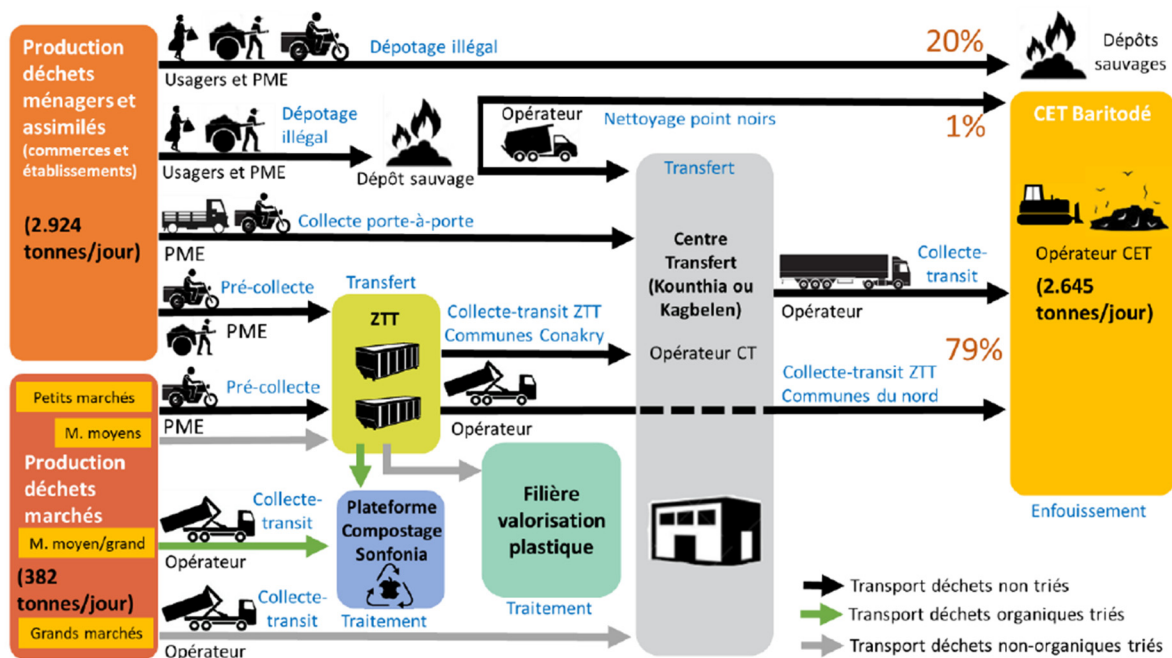 Production
déchets
ménagers et
assimilés
(commerces et
établissements)
(2.924
tonnes/jour)
Dépotage illégal
20%
Usagers et PME
Dépôts
sauvages
Dépotage
illégal
Usagers et PME
Dépôt sauvage
Opérateur
Nettoyage point noirs
1%
CET Baritodé
Opérateur CET
(2.645
tonnes/jour)
Enfouissement
Collecte porte-à-porte
PME
Transfert
Centre
Transfert
(Kounthia ou
Kagbelen)
Opérateur CT
Collecte-
transit
Opérateur
79%
Collecte-transit ZTT
Communes du nord
Pré-collecte
PME
Transfert
ZTT
Collecte-transit ZTT
Communes Conakry
Opérateur
Petits marchés
M. moyens
Production
déchets
marchés
M. moyen/grand
(382
tonnes/jour)
Grands marchés
Pré-collecte
PME
Collecte-
transit
Opérateur
Plateforme
Compostage
Sonfonia
Traitement
Filière
valorisation
plastique
Traitement
Collecte-
transit
Opérateur
Transport déchets non triés
Transport déchets organiques triés
Transport déchets non-organiques triés